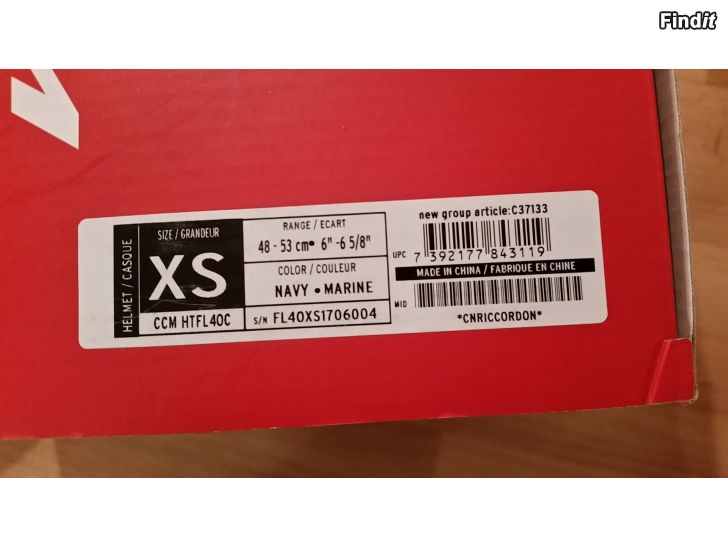 Findit
HELMET / CASQUE
SIZE / GRANDEUR
XS
CCM HTFL40C
RANGE / ECART
48 - 53 cm• 6" -6 5/8"
COLOR / COULEUR
NAVY • MARINE
S/N FL40XS1706004
new group article:C37133
UPC 7 392177 843119
MADE IN CHINA / FABRIQUE EN CHINE
MID
*CNRICCORDON*